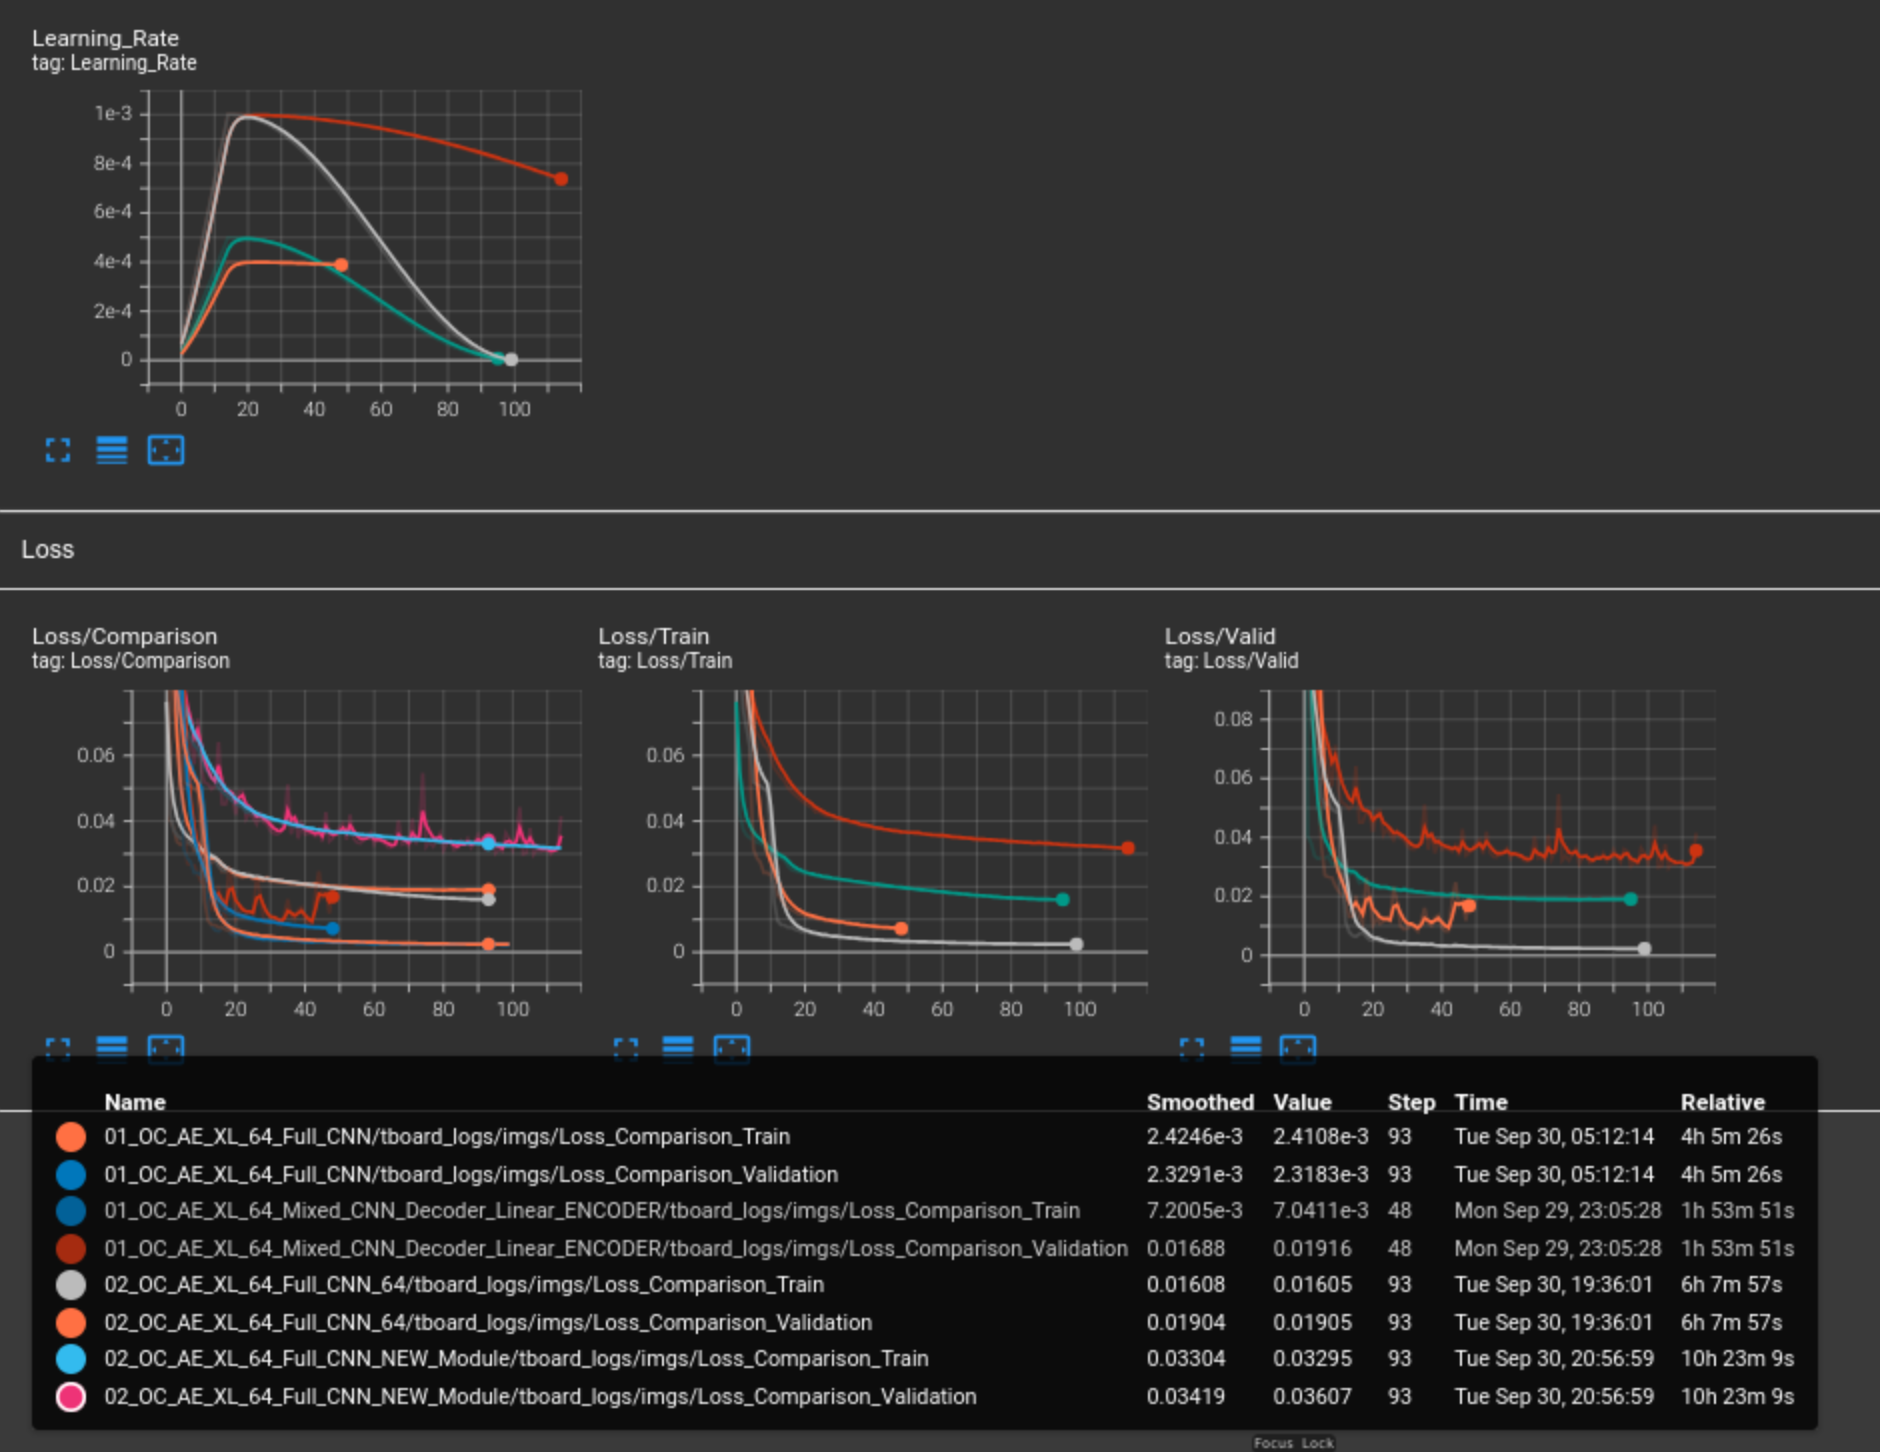 Learning_Rate
tag: Learning_Rate
1e-3
8e-4
6e-4
4e-4
2e-4
0
0 20 40 60 80 100
Loss
Loss/Comparison
tag: Loss/Comparison
0.06
0.04
0.02
0
0 20 40 60 80 100
Loss/Train
tag: Loss/Train
0.06
0.04
0.02
0
0 20 40 60 80 100
Loss/Valid
tag: Loss/Valid
0.08
0.06
0.04
0.02
0
0 20 40 60 80 100
Name Smoothed Value Step Time Relative
01_OC_AE_XL_64_Full_CNN/tboard_logs/imgs/Loss_Comparison_Train 2.4246e-3 2.4108e-3 93 Tue Sep 30, 05:12:14 4h 5m 26s
01_OC_AE_XL_64_Full_CNN/tboard_logs/imgs/Loss_Comparison_Validation 2.3291e-3 2.3183e-3 93 Tue Sep 30, 05:12:14 4h 5m 26s
01_OC_AE_XL_64_Mixed_CNN_Decoder_Linear_ENCODER/tboard_logs/imgs/Loss_Comparison_Train 7.2005e-3 7.0411e-3 48 Mon Sep 29, 23:05:28 1h 53m 51s
01_OC_AE_XL_64_Mixed_CNN_Decoder_Linear_ENCODER/tboard_logs/imgs/Loss_Comparison_Validation 0.01688 0.01916 48 Mon Sep 29, 23:05:28 1h 53m 51s
02_OC_AE_XL_64_Full_CNN_64/tboard_logs/imgs/Loss_Comparison_Train 0.01608 0.01605 93 Tue Sep 30, 19:36:01 6h 7m 57s
02_OC_AE_XL_64_Full_CNN_64/tboard_logs/imgs/Loss_Comparison_Validation 0.01904 0.01905 93 Tue Sep 30, 19:36:01 6h 7m 57s
02_OC_AE_XL_64_Full_CNN_NEW_Module/tboard_logs/imgs/Loss_Comparison_Train 0.03304 0.03295 93 Tue Sep 30, 20:56:59 10h 23m 9s
02_OC_AE_XL_64_Full_CNN_NEW_Module/tboard_logs/imgs/Loss_Comparison_Validation 0.03419 0.03607 93 Tue Sep 30, 20:56:59 10h 23m 9s
Focus Lock